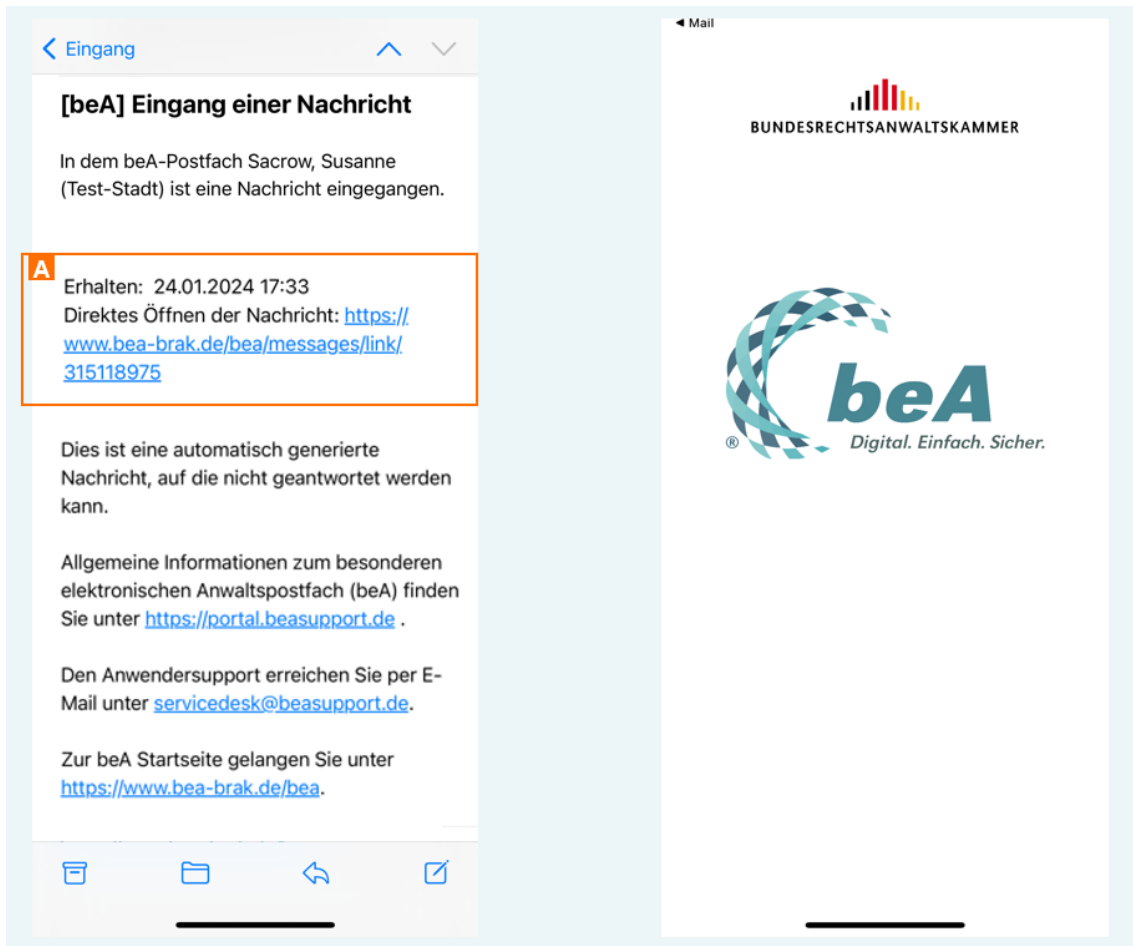 Eingang
[beA] Eingang einer Nachricht
In dem beA-Postfach Sacrow, Susanne
(Test-Stadt) ist eine Nachricht eingegangen.
A
Erhalten: 24.01.2024 17:33
Direktes Öffnen der Nachricht: https://
www.bea-brak.de/bea/messages/link/
315118975
Dies ist eine automatisch generierte
Nachricht, auf die nicht geantwortet werden
kann.
Allgemeine Informationen zum besonderen
elektronischen Anwaltspostfach (beA) finden
Sie unter https://portal.beasupport.de .
Den Anwendersupport erreichen Sie per E-
Mail unter servicedesk@beasupport.de.
Zur beA Startseite gelangen Sie unter
https://www.bea-brak.de/bea.
Mail
BUNDESRECHTSANWALTSKAMMER
beA
® Digital. Einfach. Sicher.